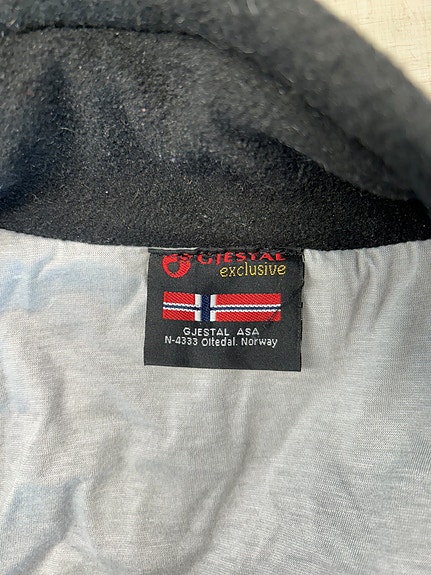 GJESTAL
exclusive
GJESTAL ASA
N-4333 Oltedal. Norway